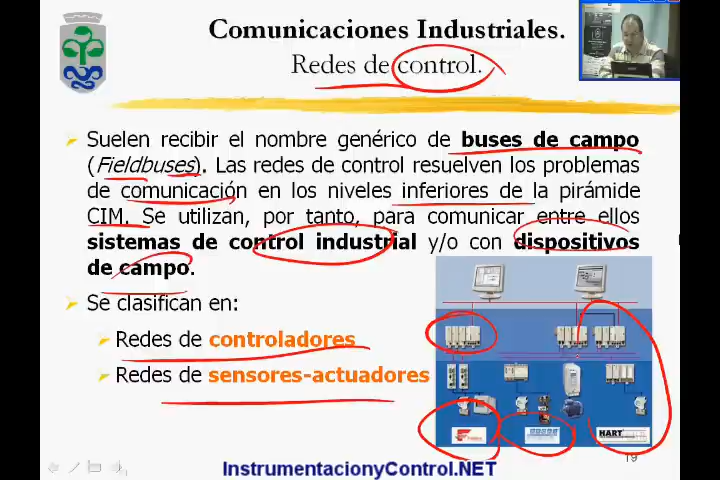 Comunicaciones Industriales.
Redes de control.
Suelen recibir el nombre genérico de buses de campo
(Fieldbuses). Las redes de control resuelven los problemas
de comunicación en los niveles inferiores de la pirámide
CIM. Se utilizan, por tanto, para comunicar entre ellos
sistemas de control industrial y/o con dispositivos
de campo.
Se clasifican en:
Redes de controladores
Redes de sensores-actuadores
HART
19
InstrumentacionyControl.NET